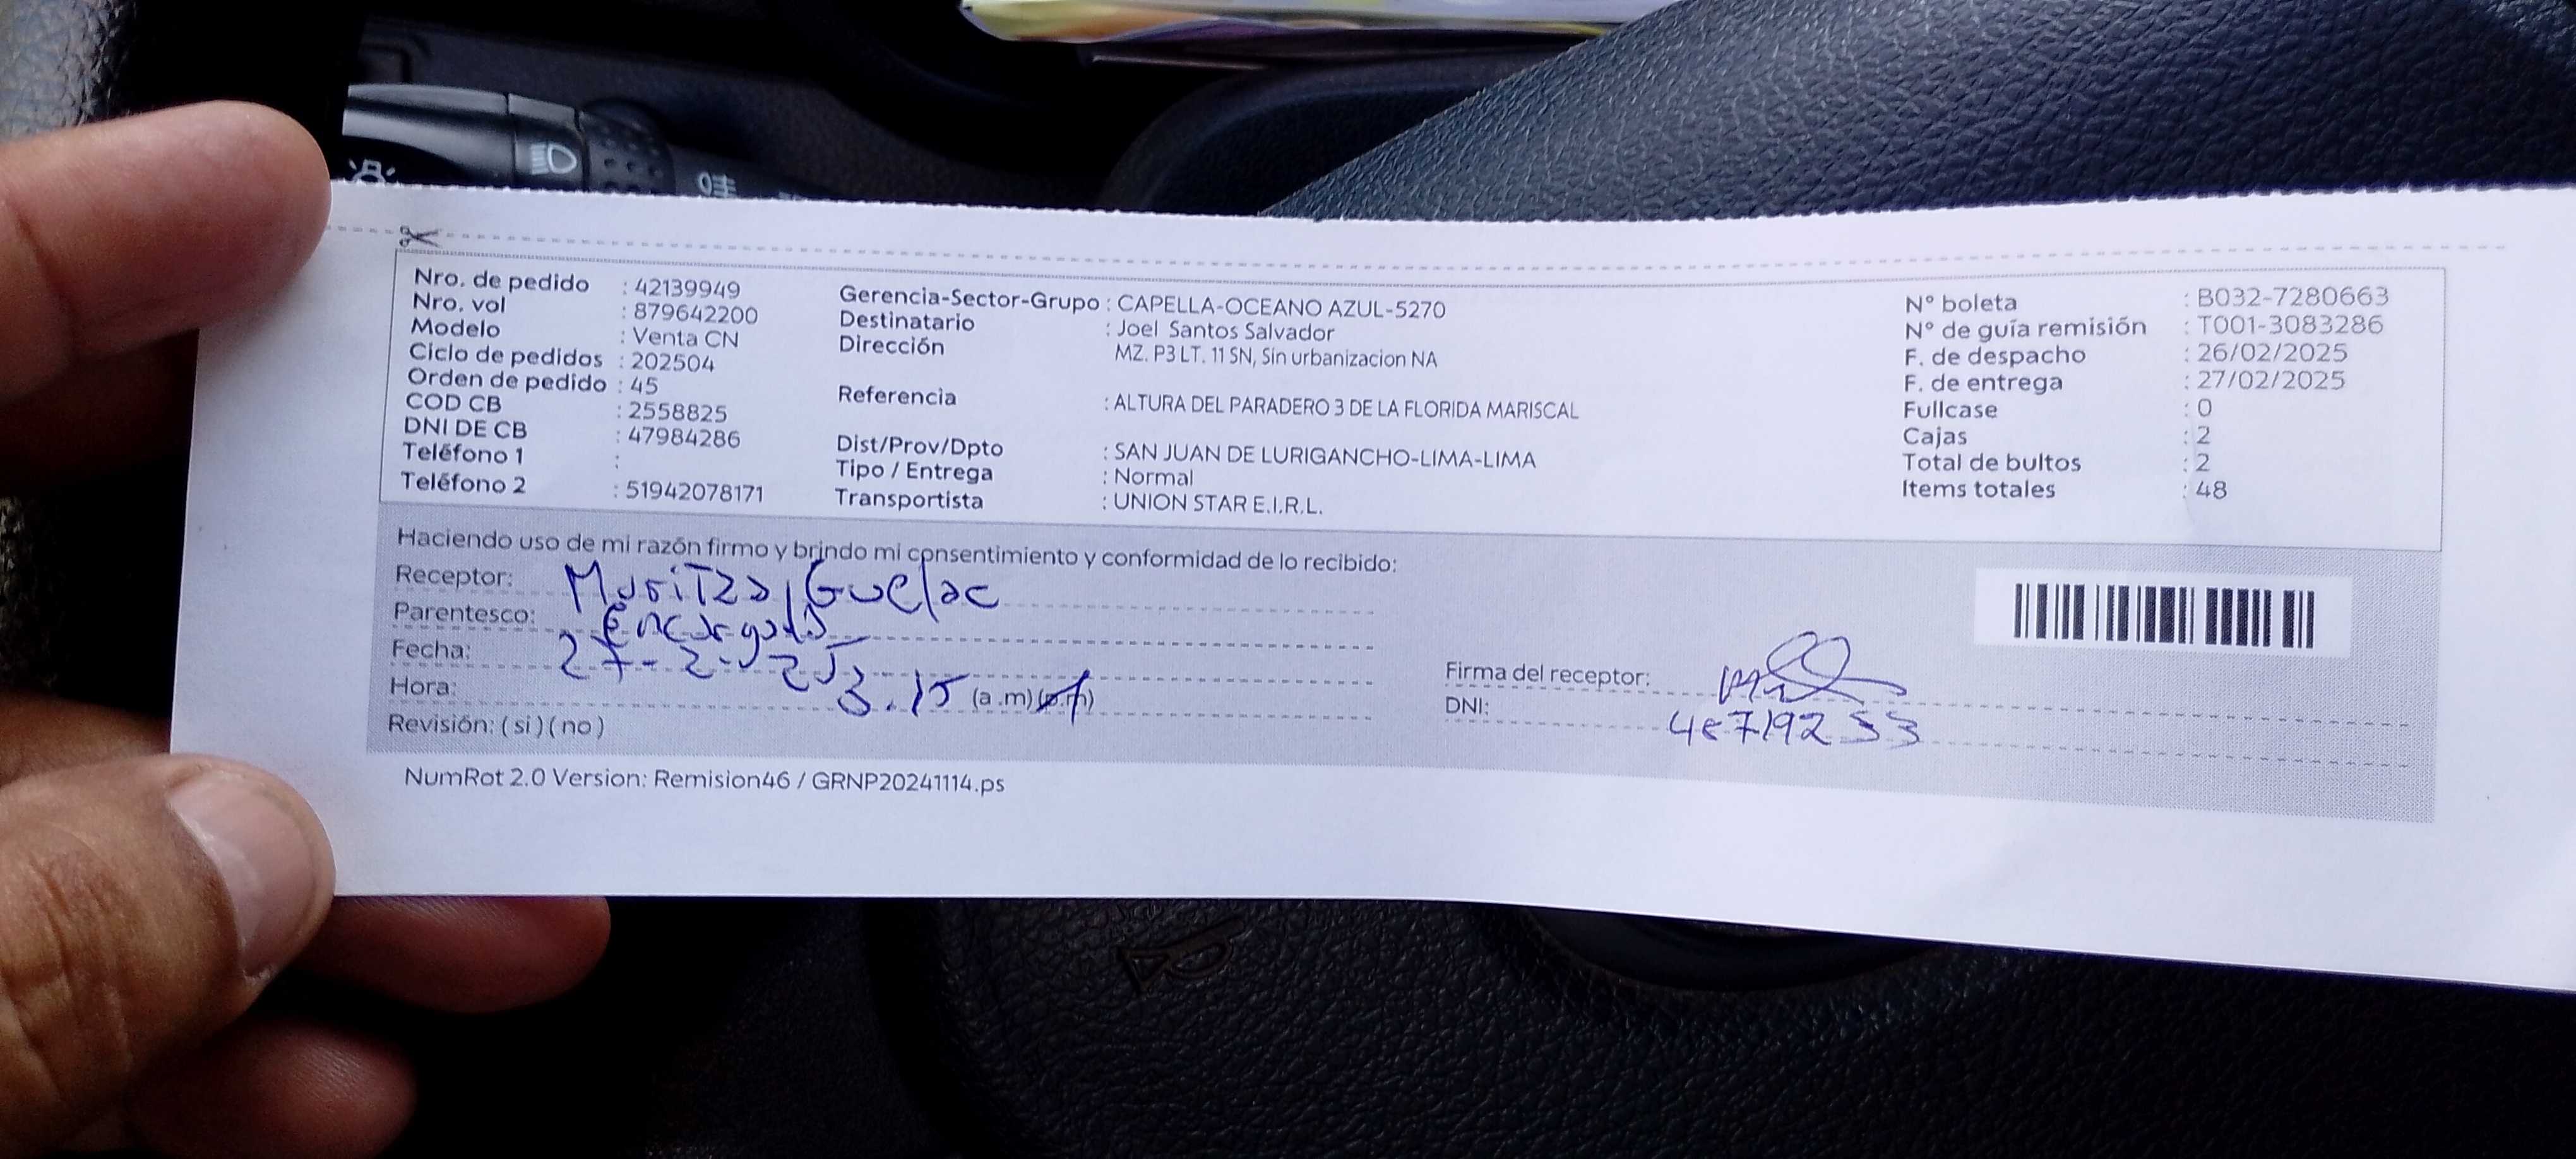 Nro. de pedido : 42139949
Nro. vol : 879642200
Modelo : Venta CN
Ciclo de pedidos : 202504
Orden de pedido : 45
COD CB : 2558825
DNI DE CB : 47984286
Teléfono 1 :
Teléfono 2 : 51942078171
Gerencia-Sector-Grupo : CAPELLA-OCEANO AZUL-5270
Destinatario : Joel Santos Salvador
Dirección MZ. P3 LT. 11 SN, Sin urbanizacion NA
Referencia : ALTURA DEL PARADERO 3 DE LA FLORIDA MARISCAL
Dist/Prov/Dpto : SAN JUAN DE LURIGANCHO-LIMA-LIMA
Tipo / Entrega : Normal
Transportista : UNION STAR E.I.R.L.
N° boleta : B032-7280663
N° de guía remisión : T001-3083286
F. de despacho : 26/02/2025
F. de entrega : 27/02/2025
Fullcase : 0
Cajas : 2
Total de bultos : 2
Items totales : 48
Haciendo uso de mi razón firmo y brindo mi consentimiento y conformidad de lo recibido:
Receptor: Maritza Guelac
Parentesco: Encargada
Fecha: 27-2-25
Hora: 3.15 (a.m) (p.m)
Revisión: ( si ) ( no )
Firma del receptor:
DNI:
NumRot 2.0 Version: Remision46 / GRNP20241114.ps